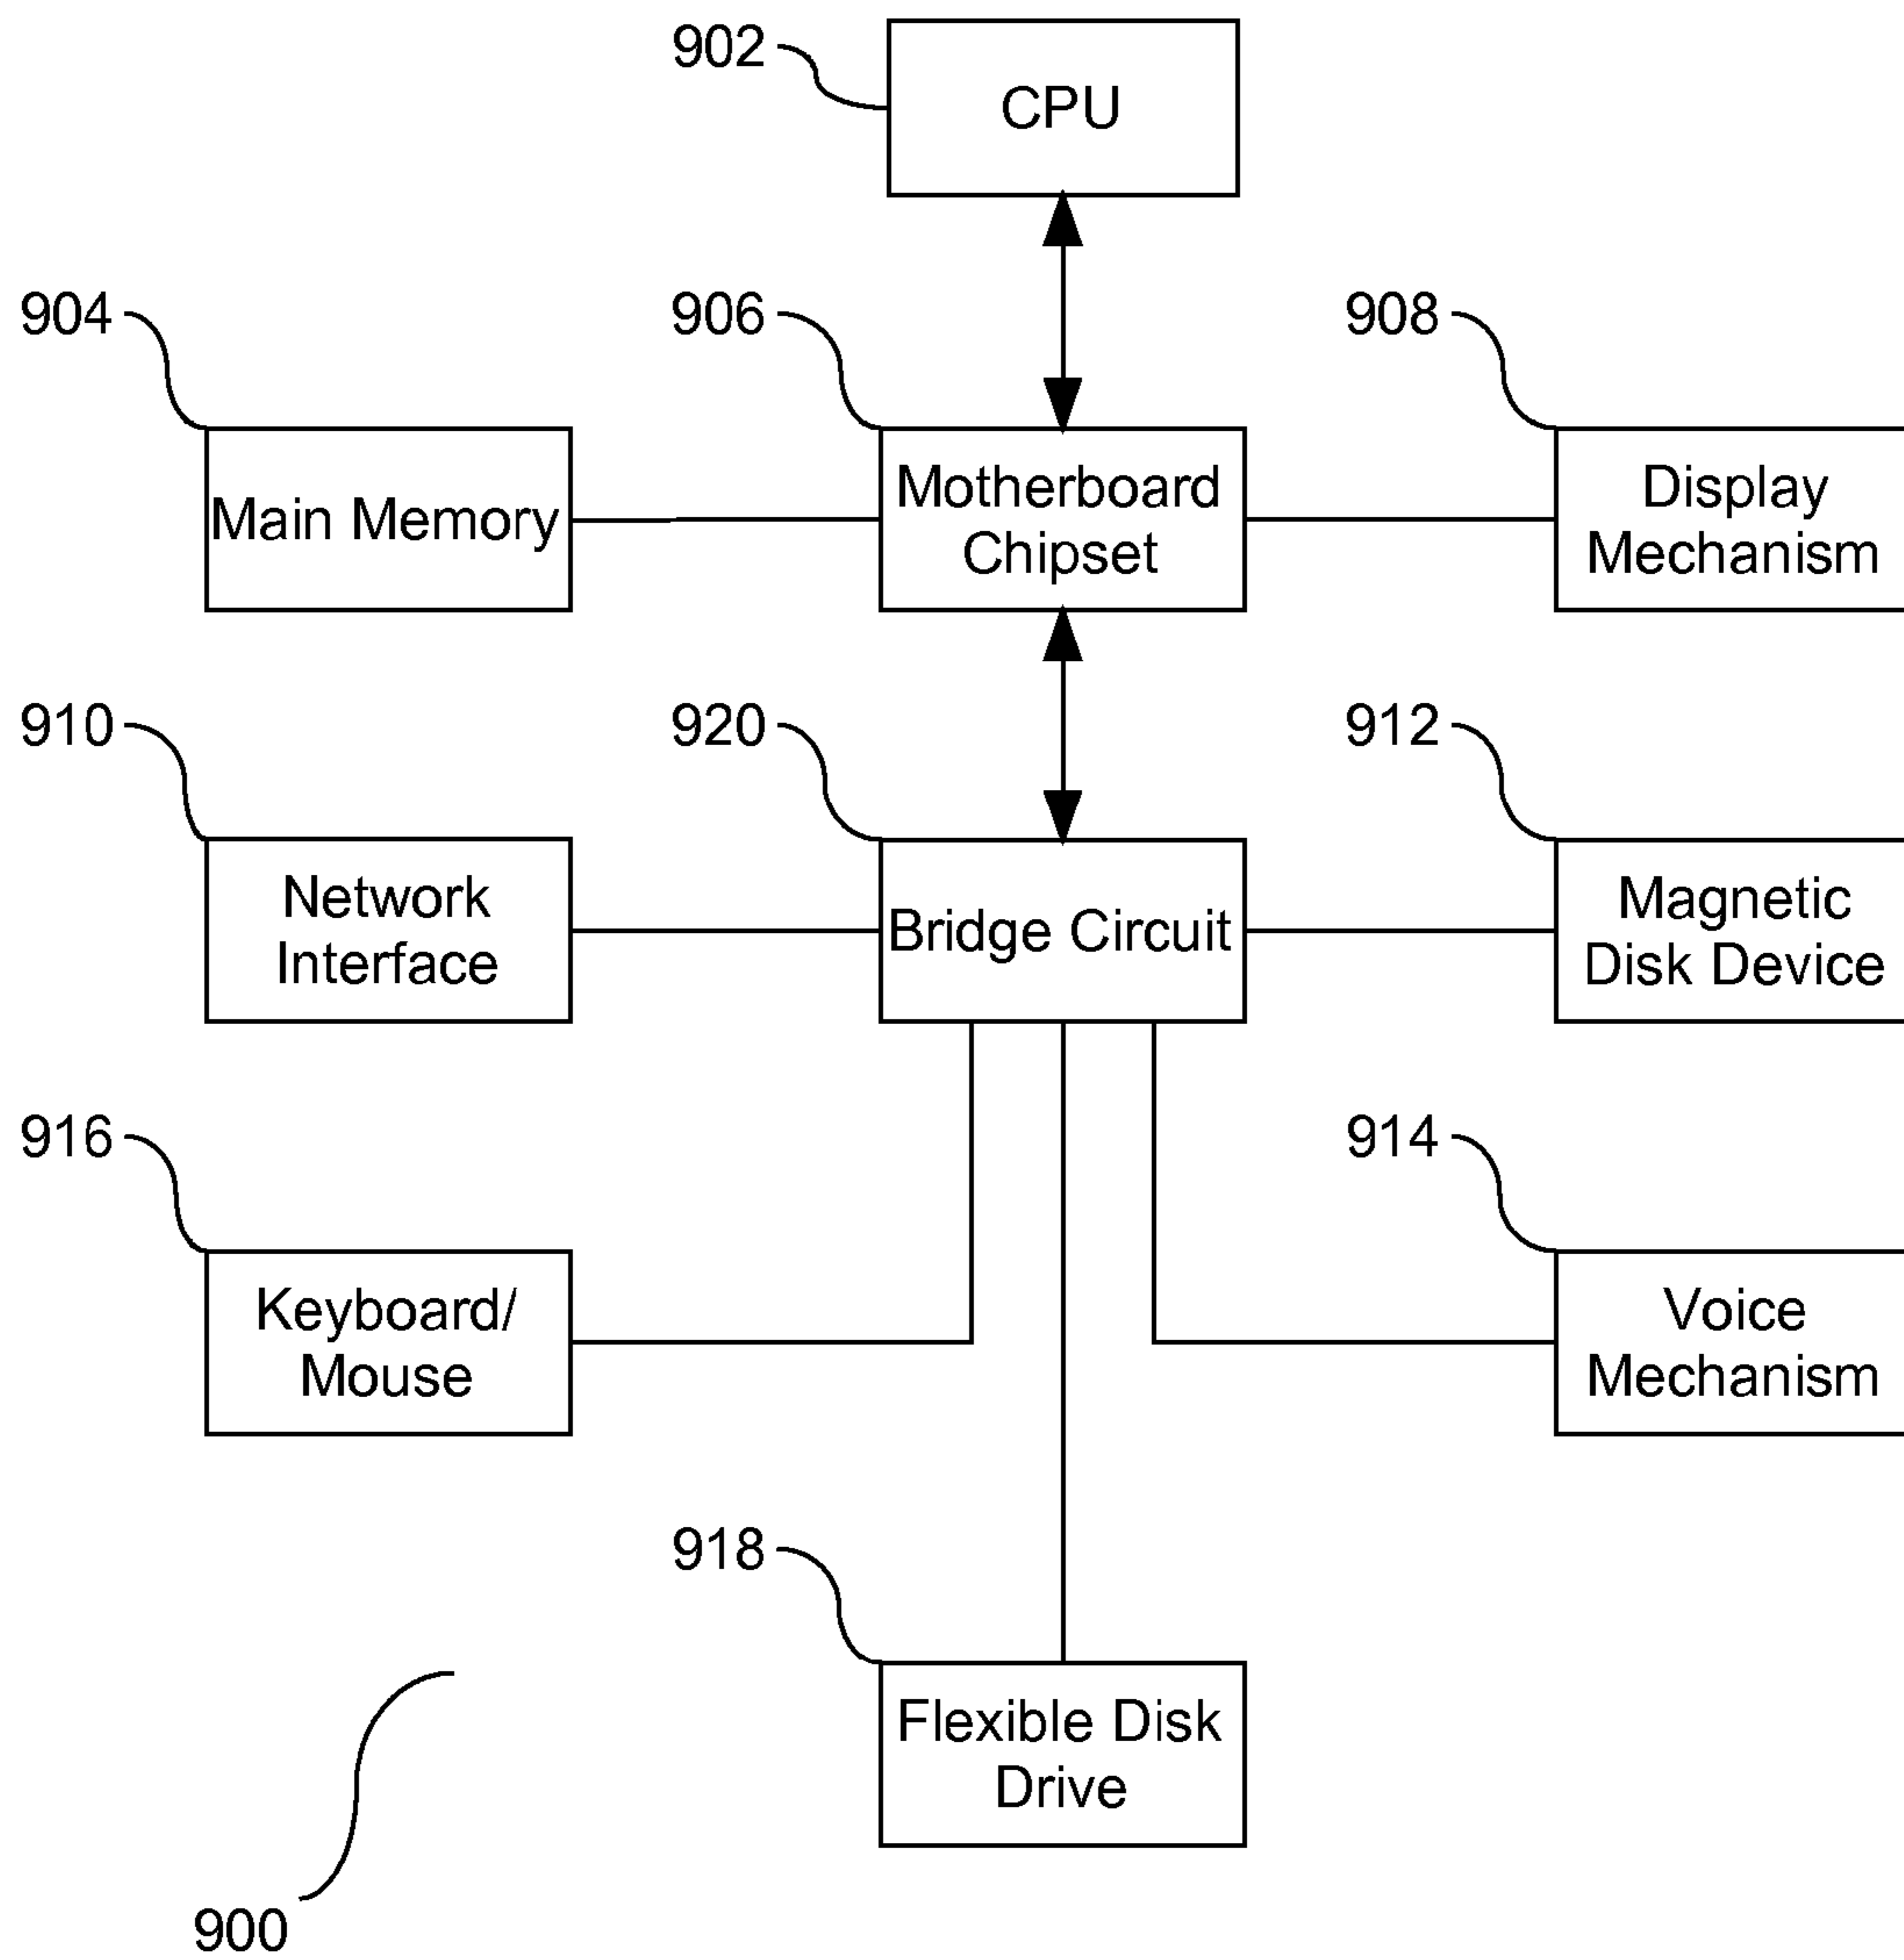 902
CPU
904
906
908
Main Memory
Motherboard
Chipset
Display
Mechanism
910
920
912
Network
Interface
Bridge Circuit
Magnetic
Disk Device
916
914
Keyboard/
Mouse
Voice
Mechanism
918
Flexible Disk
Drive
900